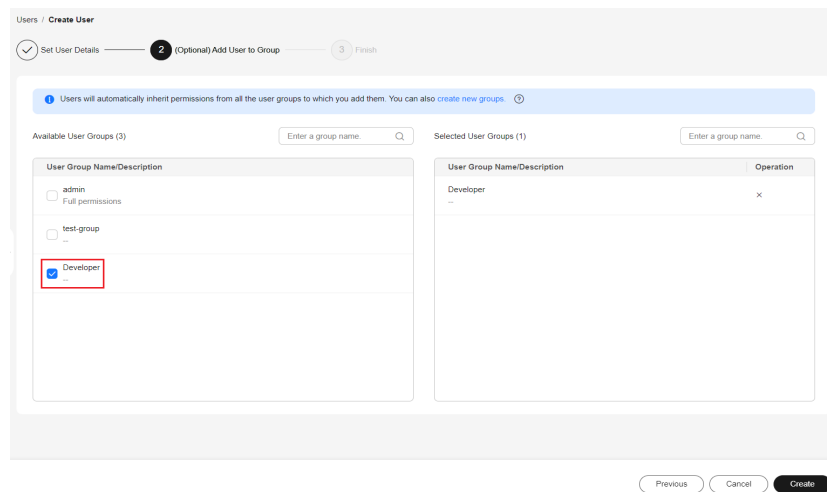 Users / Create User
Set User Details
2 (Optional) Add User to Group
3 Finish
Users will automatically inherit permissions from all the user groups to which you add them. You can also create new groups.
Available User Groups (3)
Enter a group name.
Selected User Groups (1)
Enter a group name.
User Group Name/Description
User Group Name/Description
Operation
admin
Full permissions
Developer
--
test-group
--
Developer
--
Previous
Cancel
Create